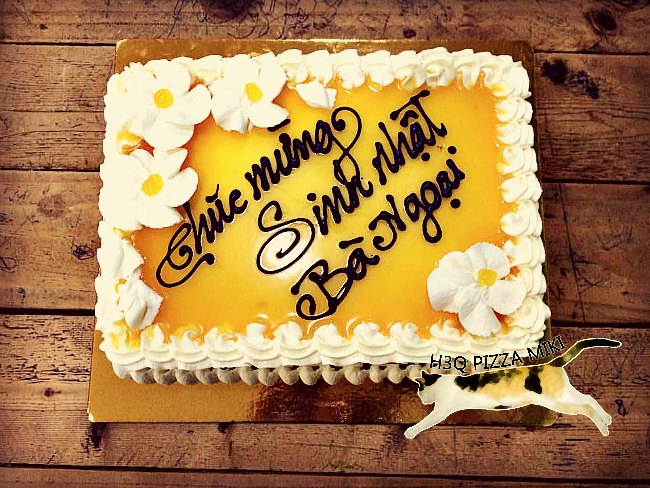 Chúc mừng
Sinh nhật
Bà Ngoại
H3Q PIZZA MIKI